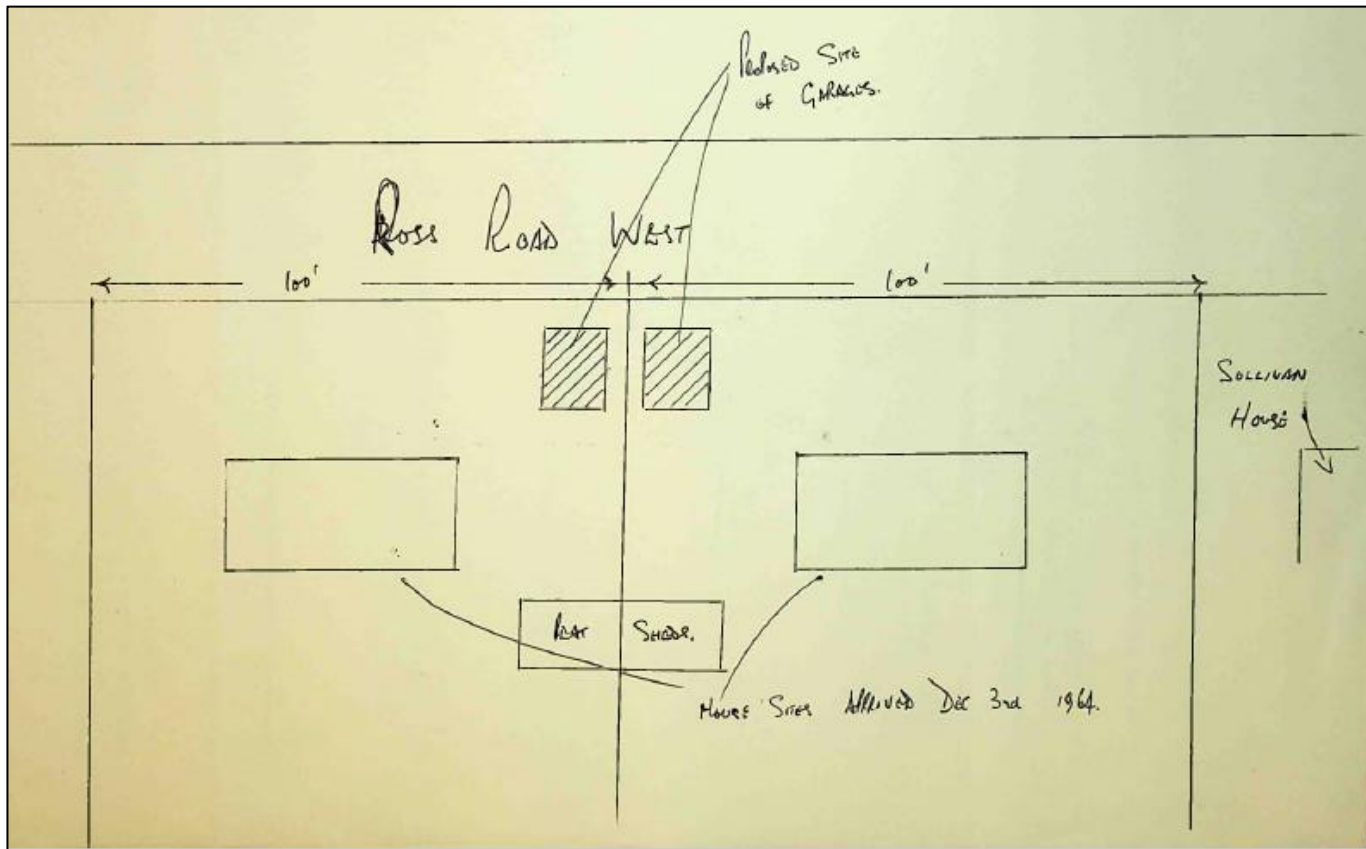 Proposed Site
of Garages.
Ross Road West
100' 100'
Sullivan
House
Peat Sheds.
House Sites Approved Dec 3rd 1964.